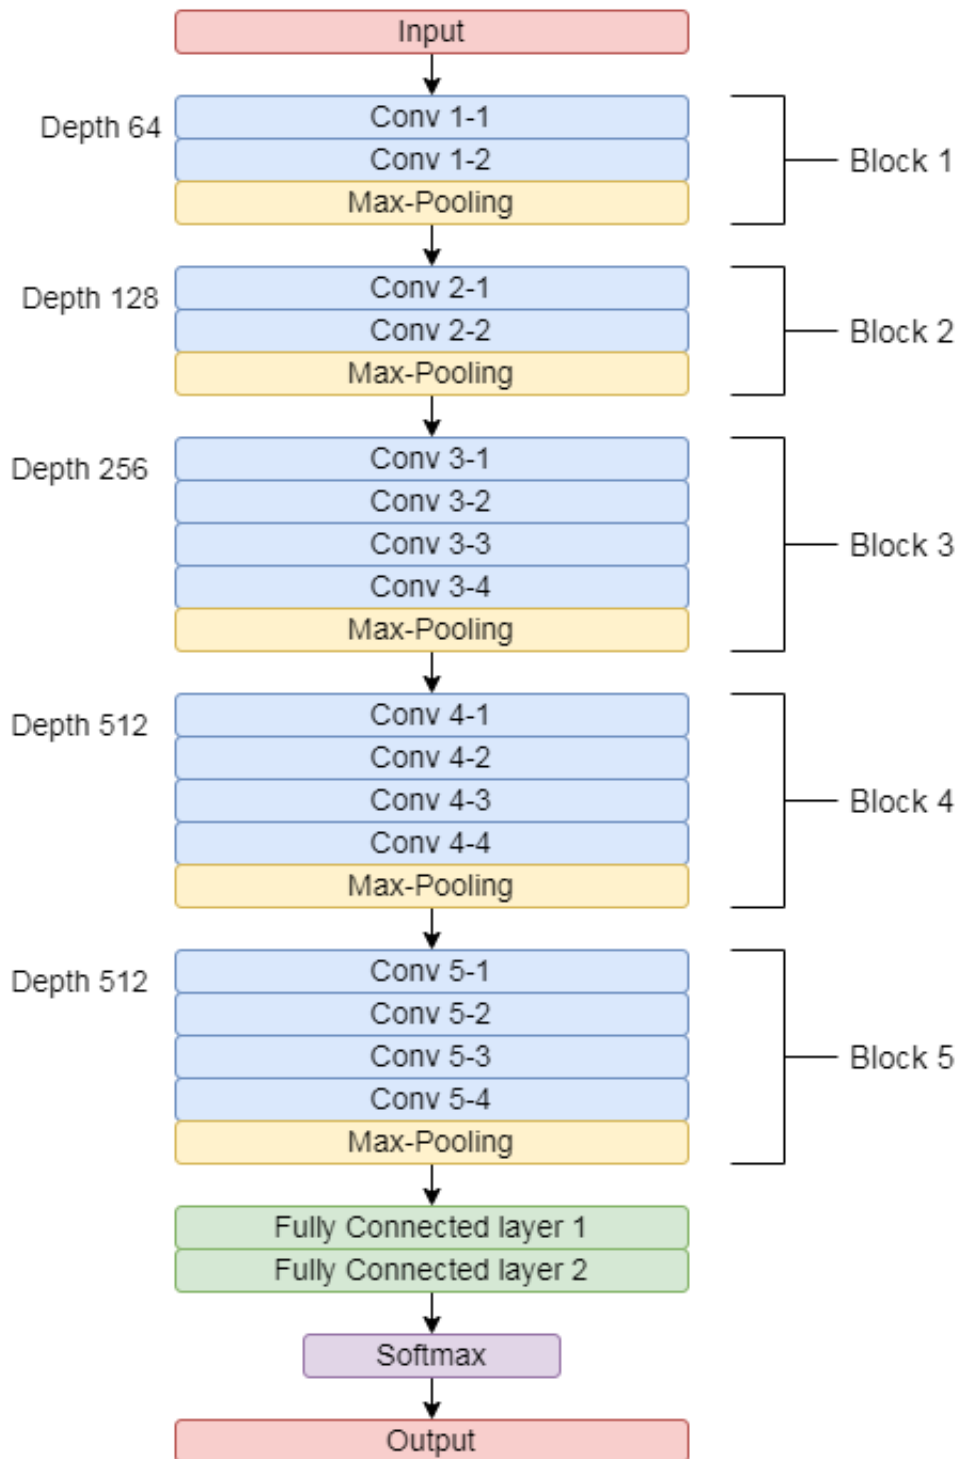 Input
Depth 64
Conv 1-1
Conv 1-2
Max-Pooling
Block 1
Depth 128
Conv 2-1
Conv 2-2
Max-Pooling
Block 2
Depth 256
Conv 3-1
Conv 3-2
Conv 3-3
Conv 3-4
Max-Pooling
Block 3
Depth 512
Conv 4-1
Conv 4-2
Conv 4-3
Conv 4-4
Max-Pooling
Block 4
Depth 512
Conv 5-1
Conv 5-2
Conv 5-3
Conv 5-4
Max-Pooling
Block 5
Fully Connected layer 1
Fully Connected layer 2
Softmax
Output